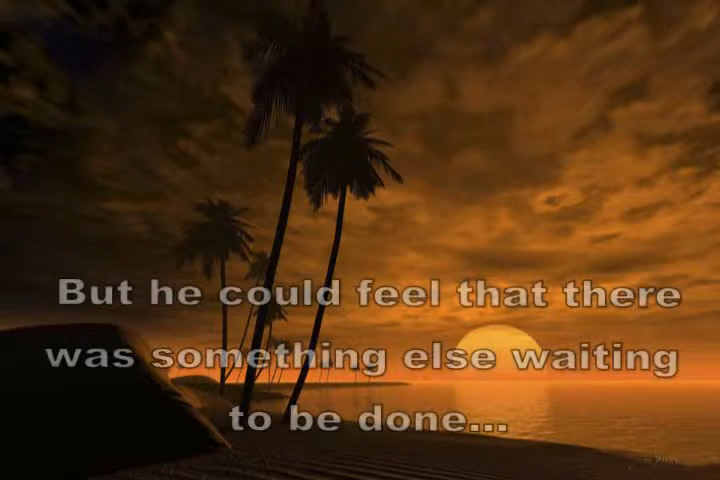 But he could feel that there
was something else waiting
to be done...